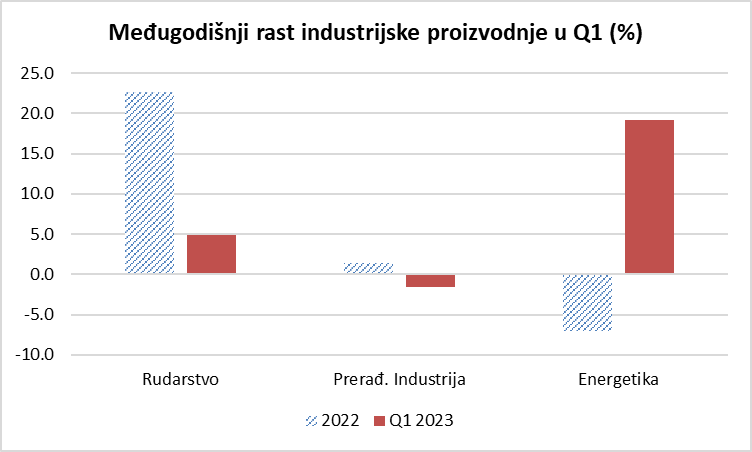 Međugodišnji rast industrijske proizvodnje u Q1 (%)
25.0
20.0
15.0
10.0
5.0
0.0
-5.0
-10.0
Rudarstvo Prerađ. Industrija Energetika
2022 Q1 2023